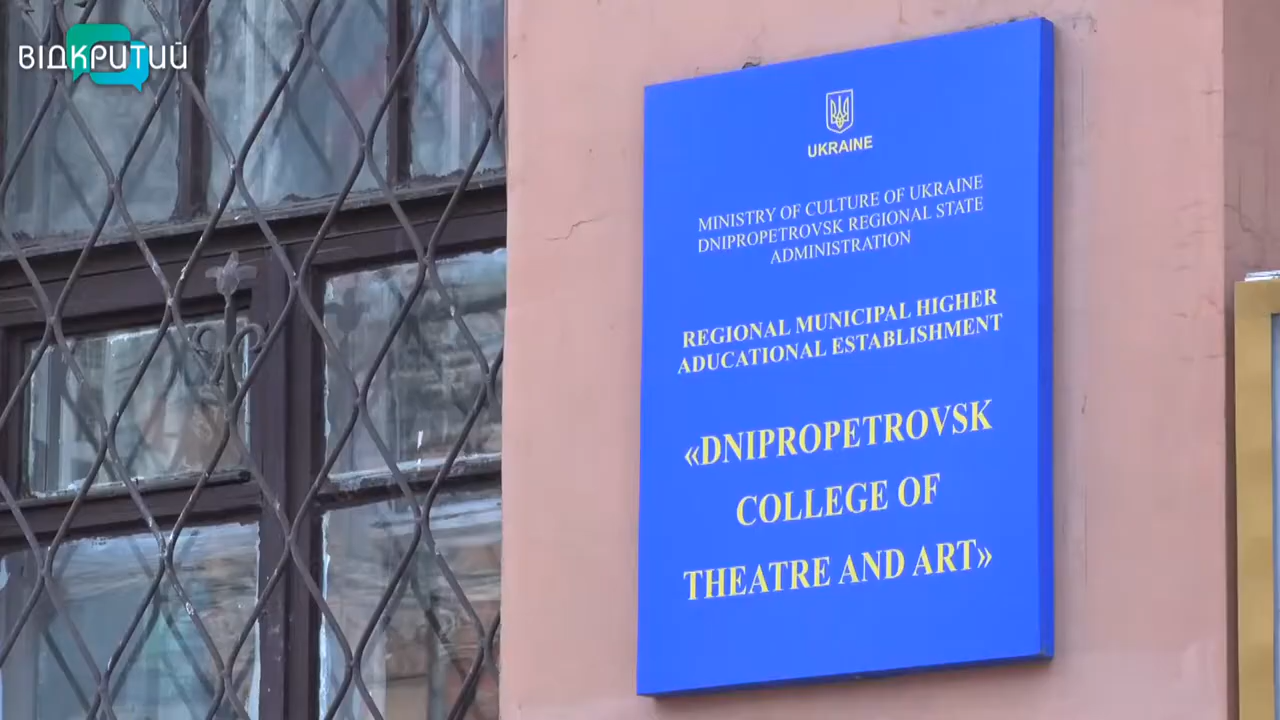 ВІДКРИТИЙ
UKRAINE
MINISTRY OF CULTURE OF UKRAINE
DNIPROPETROVSK REGIONAL STATE
ADMINISTRATION
REGIONAL MUNICIPAL HIGHER
ADUCATIONAL ESTABLISHMENT
«DNIPROPETROVSK
COLLEGE OF
THEATRE AND ART»